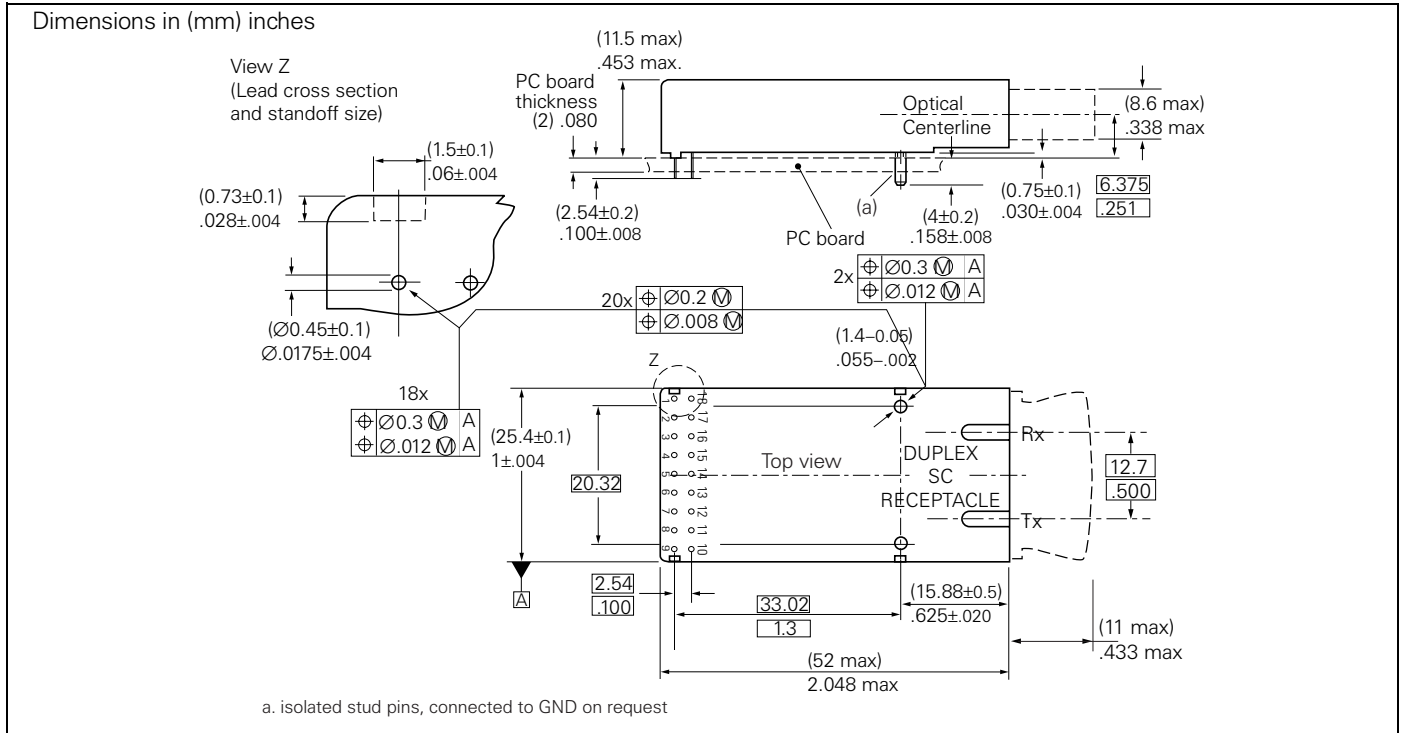 Dimensions in (mm) inches
View Z
(Lead cross section
and standoff size)
(11.5 max)
.453 max.
PC board
thickness
(2) .080
Optical
Centerline
(8.6 max)
.338 max
(1.5±0.1)
.06±.004
(0.73±0.1)
.028±.004
(2.54±0.2)
.100±.008
(a)
PC board
(4±0.2)
.158±.008
(0.75±0.1)
.030±.004
6.375
.251
2x ⌖ Ø0.3 Ⓜ A
⌖ Ø.012 Ⓜ A
20x ⌖ Ø0.2 Ⓜ
⌖ Ø.008 Ⓜ
(Ø0.45±0.1)
Ø.0175±.004
(1.4–0.05)
.055–.002
Z
18x
⌖ Ø0.3 Ⓜ A
⌖ Ø.012 Ⓜ A
(25.4±0.1)
1±.004
20.32
1 18
2 17
3 16
4 15
5 14
6 13
7 12
8 11
9 10
Top view
DUPLEX
SC
RECEPTACLE
Rx
Tx
12.7
.500
A
2.54
.100
33.02
1.3
(15.88±0.5)
.625±.020
(11 max)
.433 max
(52 max)
2.048 max
a. isolated stud pins, connected to GND on request